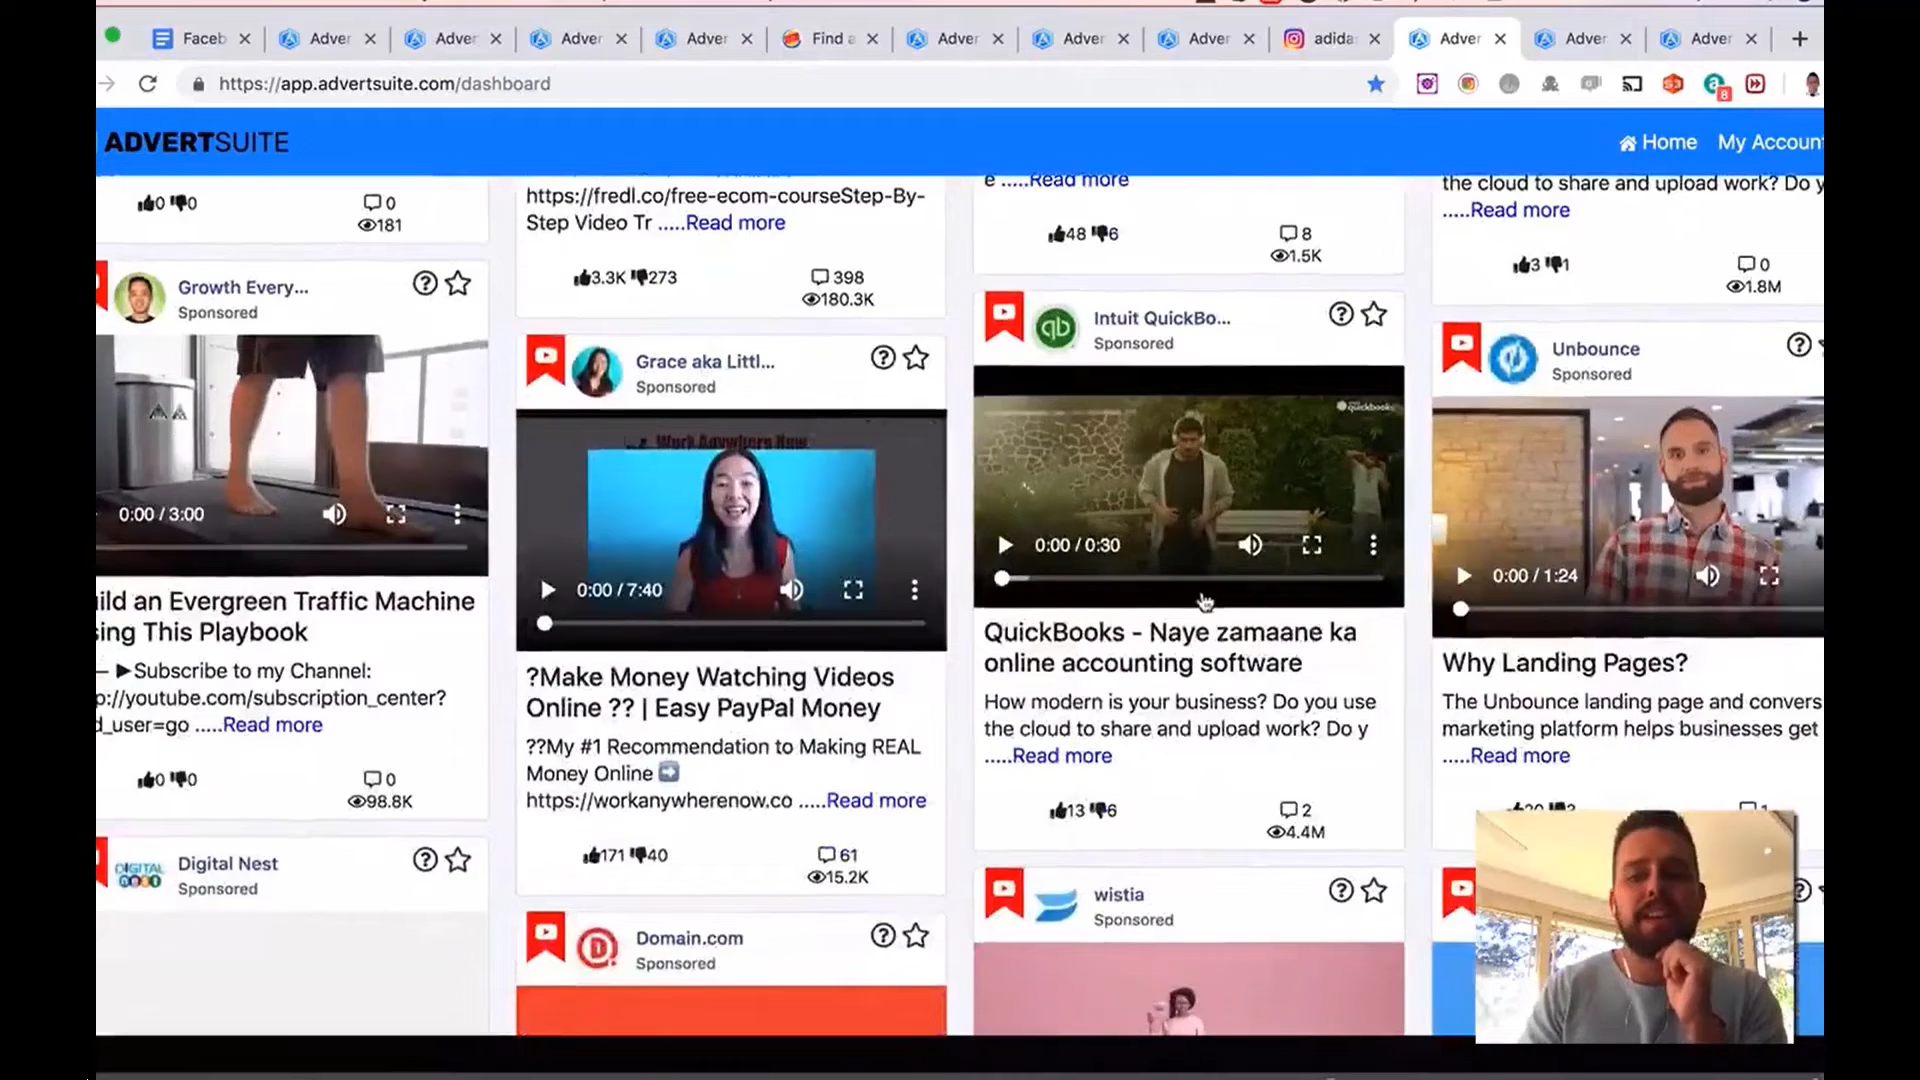 Faceb
Adver
Adver
Adver
Adver
Find a
Adver
Adver
Adver
adida
Adver
Adver
Adver
https://app.advertsuite.com/dashboard
8
ADVERTSUITE
Home
My Accoun
0 0
0
181
Growth Every...
Sponsored
0:00 / 3:00
ild an Evergreen Traffic Machine
ing This Playbook
— ▶Subscribe to my Channel:
p://youtube.com/subscription_center?
d_user=go .....Read more
0 0
0
98.8K
DIGITAL
nest
Digital Nest
Sponsored
https://fredl.co/free-ecom-courseStep-By-
Step Video Tr .....Read more
3.3K 273
398
180.3K
Grace aka Littl...
Sponsored
Work Anywhere Now
0:00 / 7:40
?Make Money Watching Videos
Online ?? | Easy PayPal Money
??My #1 Recommendation to Making REAL
Money Online ➡
https://workanywherenow.co .....Read more
171 40
61
15.2K
Domain.com
Sponsored
e .....Read more
48 6
8
1.5K
qb
Intuit QuickBo...
Sponsored
quickbooks
0:00 / 0:30
QuickBooks - Naye zamaane ka
online accounting software
How modern is your business? Do you use
the cloud to share and upload work? Do y
.....Read more
13 6
2
4.4M
wistia
Sponsored
the cloud to share and upload work? Do y
.....Read more
3 1
0
1.8M
Unbounce
Sponsored
0:00 / 1:24
Why Landing Pages?
The Unbounce landing page and convers
marketing platform helps businesses get
.....Read more